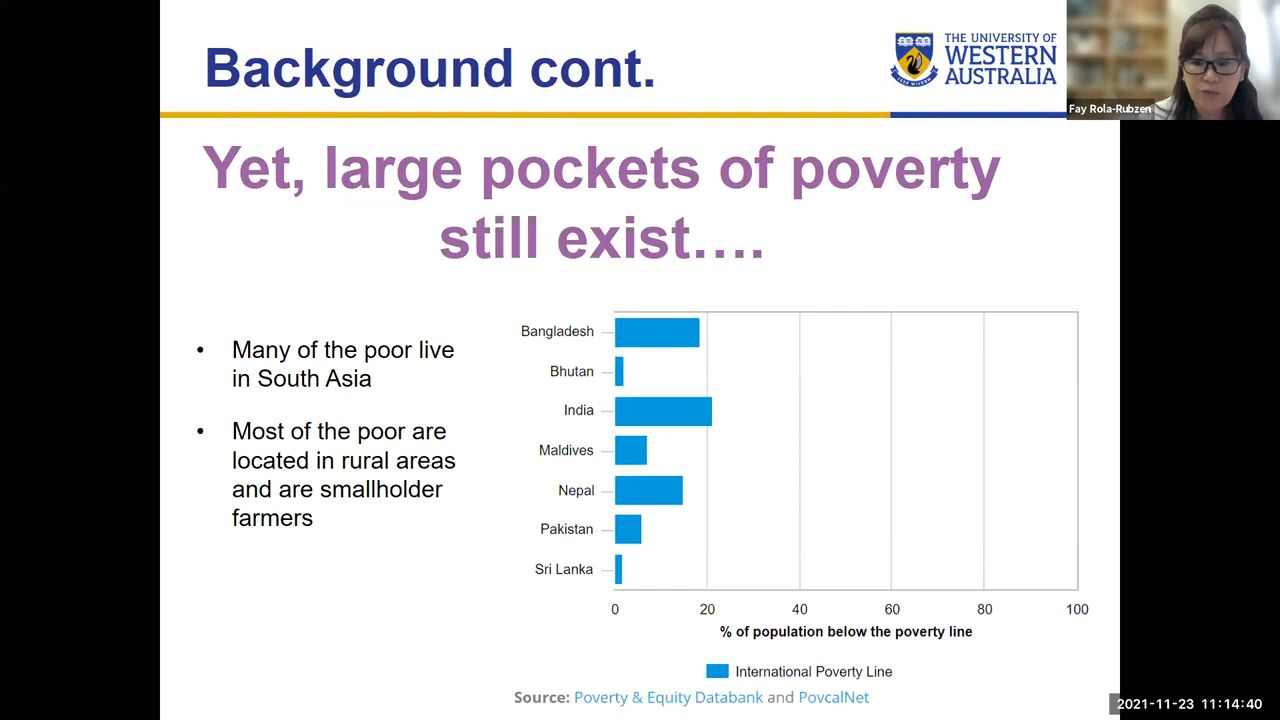 Background cont.
THE UNIVERSITY OF
WESTERN
AUSTRALIA
Fay Rola-Rubzen
Yet, large pockets of poverty
still exist….
• Many of the poor live
in South Asia
• Most of the poor are
located in rural areas
and are smallholder
farmers
Bangladesh
Bhutan
India
Maldives
Nepal
Pakistan
Sri Lanka
0 20 40 60 80 100
% of population below the poverty line
International Poverty Line
Source: Poverty & Equity Databank and PovcalNet
2021-11-23 11:14:40